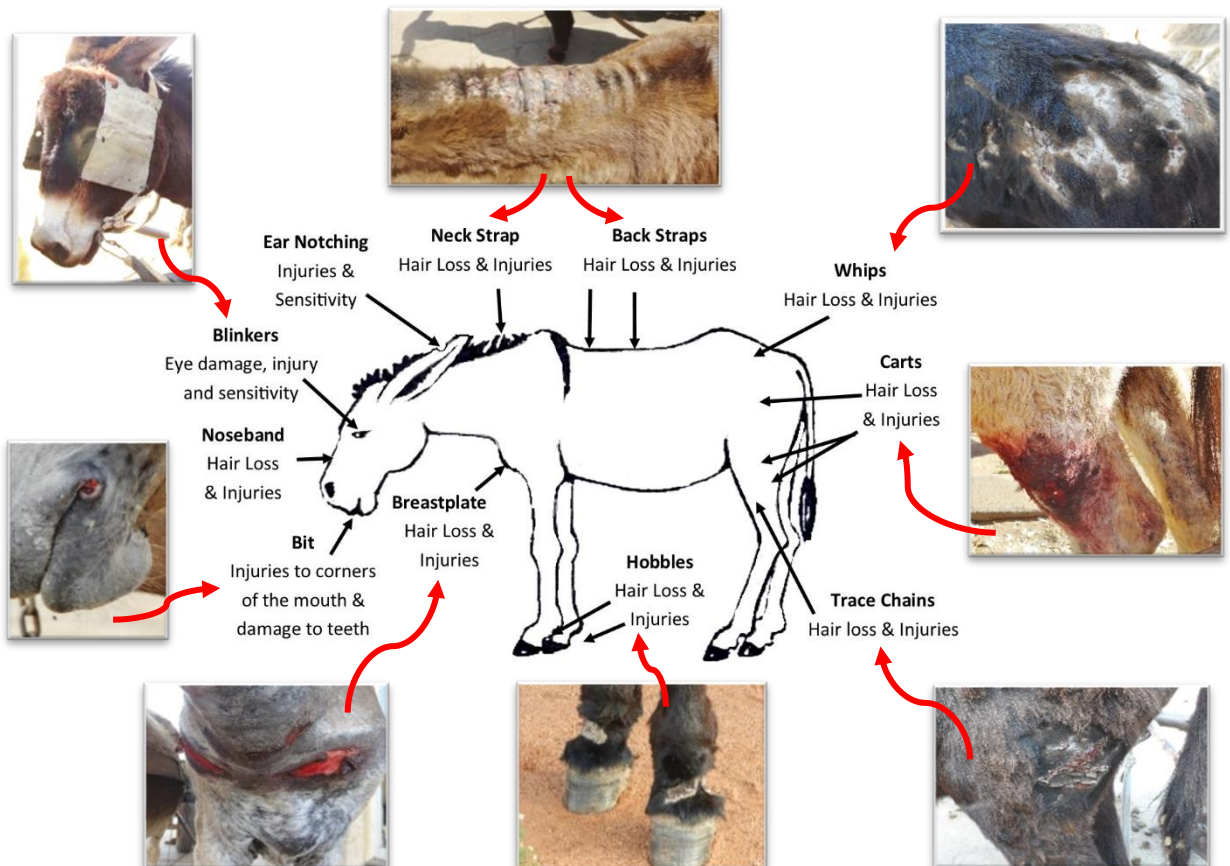 Ear Notching
Injuries &
Sensitivity
Neck Strap
Hair Loss & Injuries
Back Straps
Hair Loss & Injuries
Whips
Hair Loss & Injuries
Blinkers
Eye damage, injury
and sensitivity
Carts
Hair Loss
& Injuries
Noseband
Hair Loss
& Injuries
Breastplate
Hair Loss &
Injuries
Bit
Injuries to corners
of the mouth &
damage to teeth
Hobbles
Hair Loss &
Injuries
Trace Chains
Hair loss & Injuries